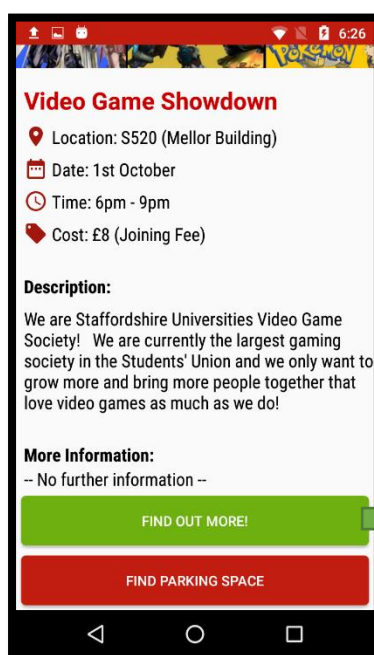 6:26
POKéMON
Video Game Showdown
Location: S520 (Mellor Building)
Date: 1st October
Time: 6pm - 9pm
Cost: £8 (Joining Fee)
Description:
We are Staffordshire Universities Video Game
Society!   We are currently the largest gaming
society in the Students' Union and we only want to
grow more and bring more people together that
love video games as much as we do!
More Information:
-- No further information --
FIND OUT MORE!
FIND PARKING SPACE